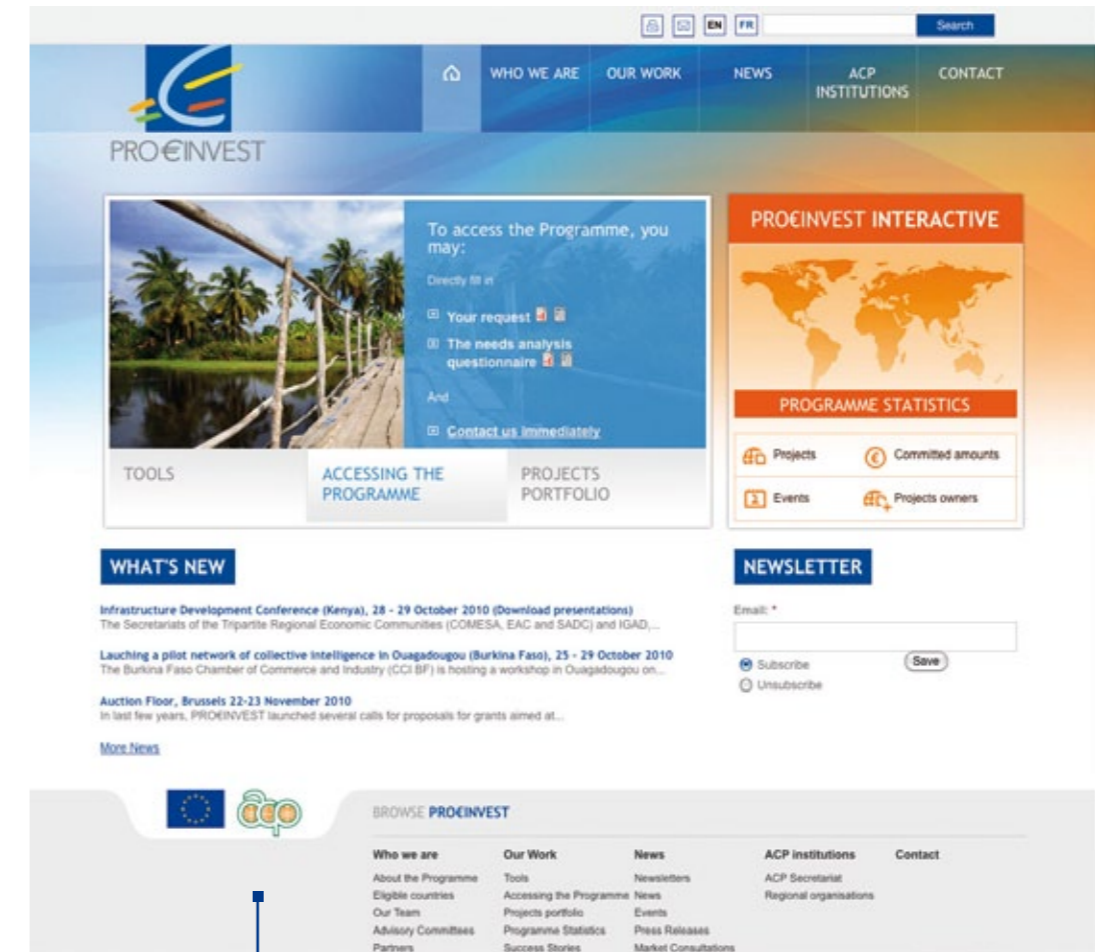 EN FR Search
WHO WE ARE OUR WORK NEWS ACP INSTITUTIONS CONTACT
PRO€INVEST
To access the Programme, you
may:
Directly fill in
Your request
The needs analysis
questionnaire
And
Contact us immediately
TOOLS
ACCESSING THE
PROGRAMME
PROJECTS
PORTFOLIO
PRO€INVEST INTERACTIVE
PROGRAMME STATISTICS
Projects Committed amounts
Events Projects owners
WHAT'S NEW
Infrastructure Development Conference (Kenya), 28 - 29 October 2010 (Download presentations)
The Secretariats of the Tripartite Regional Economic Communities (COMESA, EAC and SADC) and IGAD,...
Lauching a pilot network of collective intelligence in Ouagadougou (Burkina Faso), 25 - 29 October 2010
The Burkina Faso Chamber of Commerce and Industry (CCI BF) is hosting a workshop in Ouagadougou on...
Auction Floor, Brussels 22-23 November 2010
In last few years, PRO€INVEST launched several calls for proposals for grants aimed at...
More News
NEWSLETTER
Email: *
Subscribe Save
Unsubscribe
acp
BROWSE PRO€INVEST
Who we are Our Work News ACP institutions Contact
About the Programme Tools Newsletters ACP Secretariat
Eligible countries Accessing the Programme News Regional organisations
Our Team Projects portfolio Events
Advisory Committees Programme Statistics Press Releases
Partners Success Stories Market Consultations